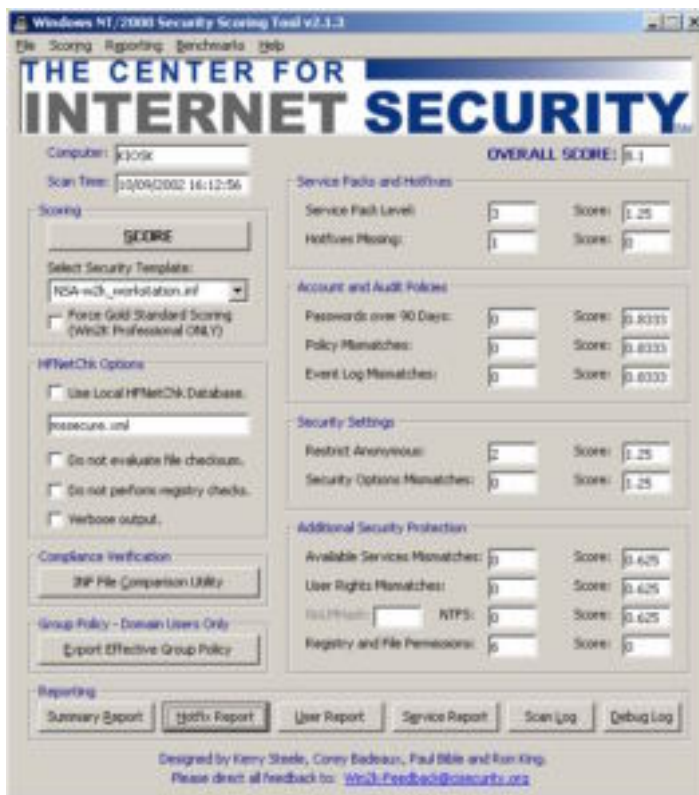 Windows NT/2000 Security Scoring Tool v2.1.3
File Scoring Reporting Benchmarks Help
THE CENTER FOR
INTERNET SECURITY
Computer: KIOSK
OVERALL SCORE: 8.1
Scan Time: 10/09/2002 16:12:56
Scoring
SCORE
Select Security Template:
NSA-w2k_workstation.inf
Force Gold Standard Scoring
(Win2K Professional ONLY)
HFNetChk Options
Use Local HFNetChk Database.
mssecure.xml
Do not evaluate file checksum.
Do not perform registry checks.
Verbose output.
Compliance Verification
INF File Comparison Utility
Group Policy - Domain Users Only
Export Effective Group Policy
Service Packs and Hotfixes
Service Pack Level: 3 Score: 1.25
Hotfixes Missing: 1 Score: 0
Account and Audit Policies
Passwords over 90 Days: 0 Score: 0.8333
Policy Mismatches: 0 Score: 0.8333
Event Log Mismatches: 0 Score: 0.8333
Security Settings
Restrict Anonymous: 2 Score: 1.25
Security Options Mismatches: 0 Score: 1.25
Additional Security Protection
Available Services Mismatches: 0 Score: 0.625
User Rights Mismatches: 0 Score: 0.625
NoLMHash: NTFS: 0 Score: 0.625
Registry and File Permissions: 6 Score: 0
Reporting
Summary Report Hotfix Report User Report Service Report Scan Log Debug Log
Designed by Kerry Steele, Corey Badeaux, Paul Bible and Ron King.
Please direct all feedback to: Win2k-Feedback@cisecurity.org